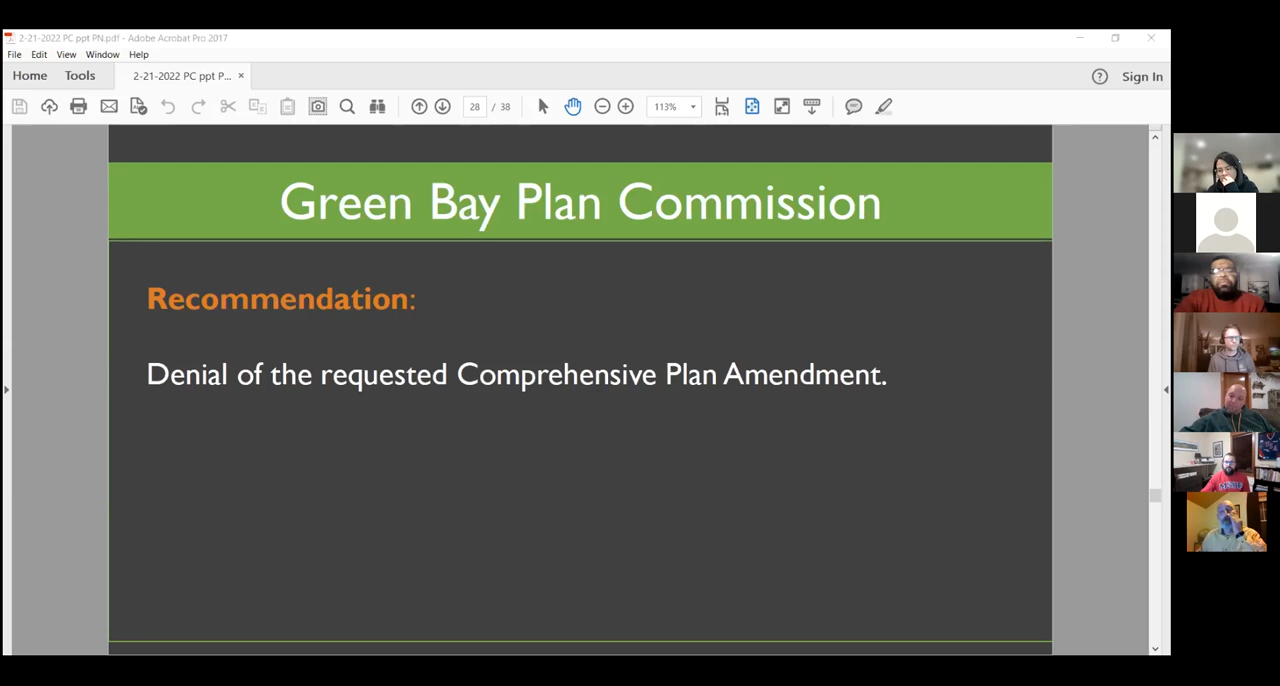 2-21-2022 PC ppt PN.pdf - Adobe Acrobat Pro 2017
File Edit View Window Help
Home Tools 2-21-2022 PC ppt P... × Sign In
28 / 38 113%
Green Bay Plan Commission
Recommendation:
Denial of the requested Comprehensive Plan Amendment.